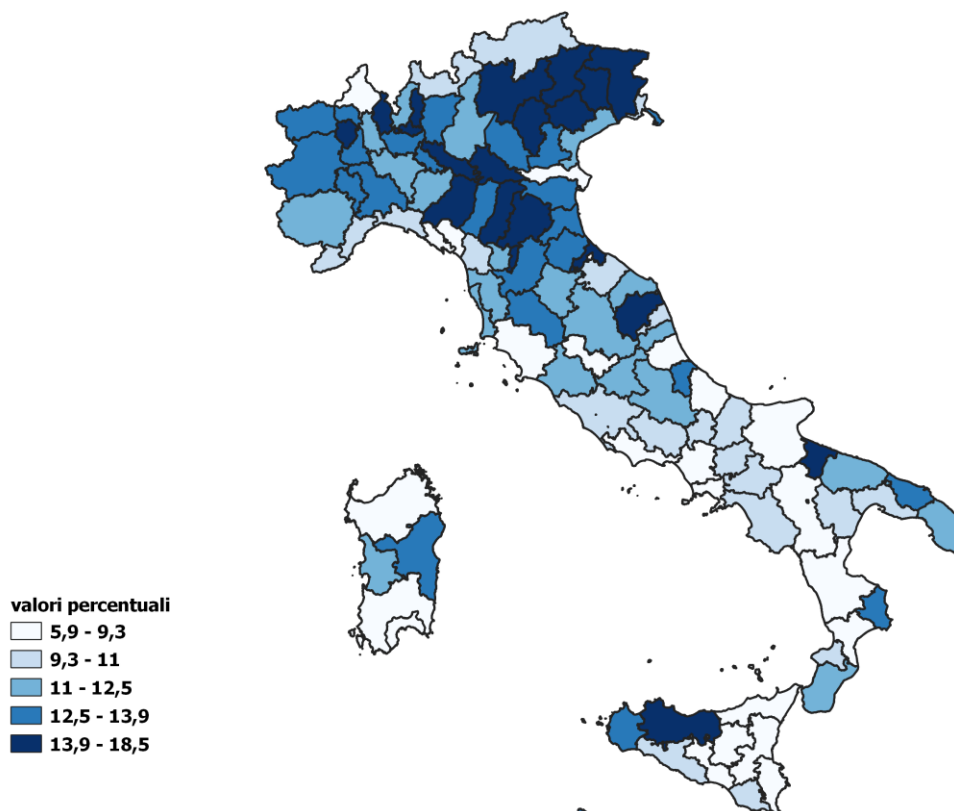 valori percentuali
5,9 - 9,3
9,3 - 11
11 - 12,5
12,5 - 13,9
13,9 - 18,5